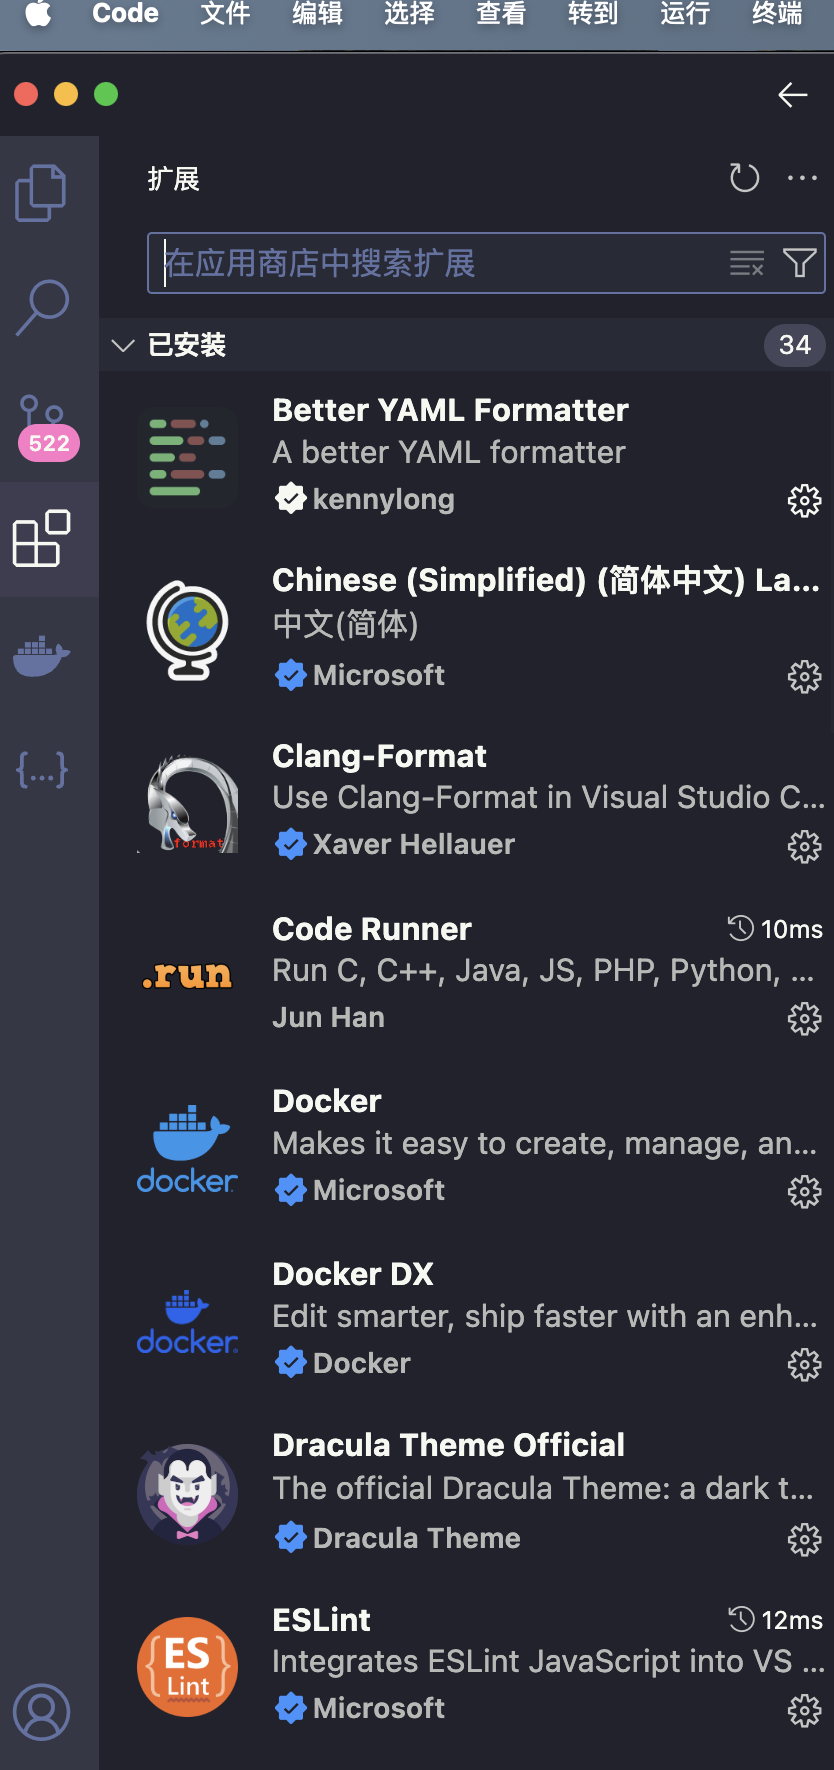 Code 文件 编辑 选择 查看 转到 运行 终端
扩展
在应用商店中搜索扩展
已安装 34
522
Better YAML Formatter
A better YAML formatter
kennylong
Chinese (Simplified) (简体中文) La...
中文(简体)
Microsoft
{...}
Clang-Format
Use Clang-Format in Visual Studio C...
format
Xaver Hellauer
Code Runner 10ms
.run
Run C, C++, Java, JS, PHP, Python, ...
Jun Han
Docker
Makes it easy to create, manage, an...
docker
Microsoft
Docker DX
Edit smarter, ship faster with an enh...
docker
Docker
Dracula Theme Official
The official Dracula Theme: a dark t...
Dracula Theme
ESLint 12ms
{ES}
Lint
Integrates ESLint JavaScript into VS ...
Microsoft